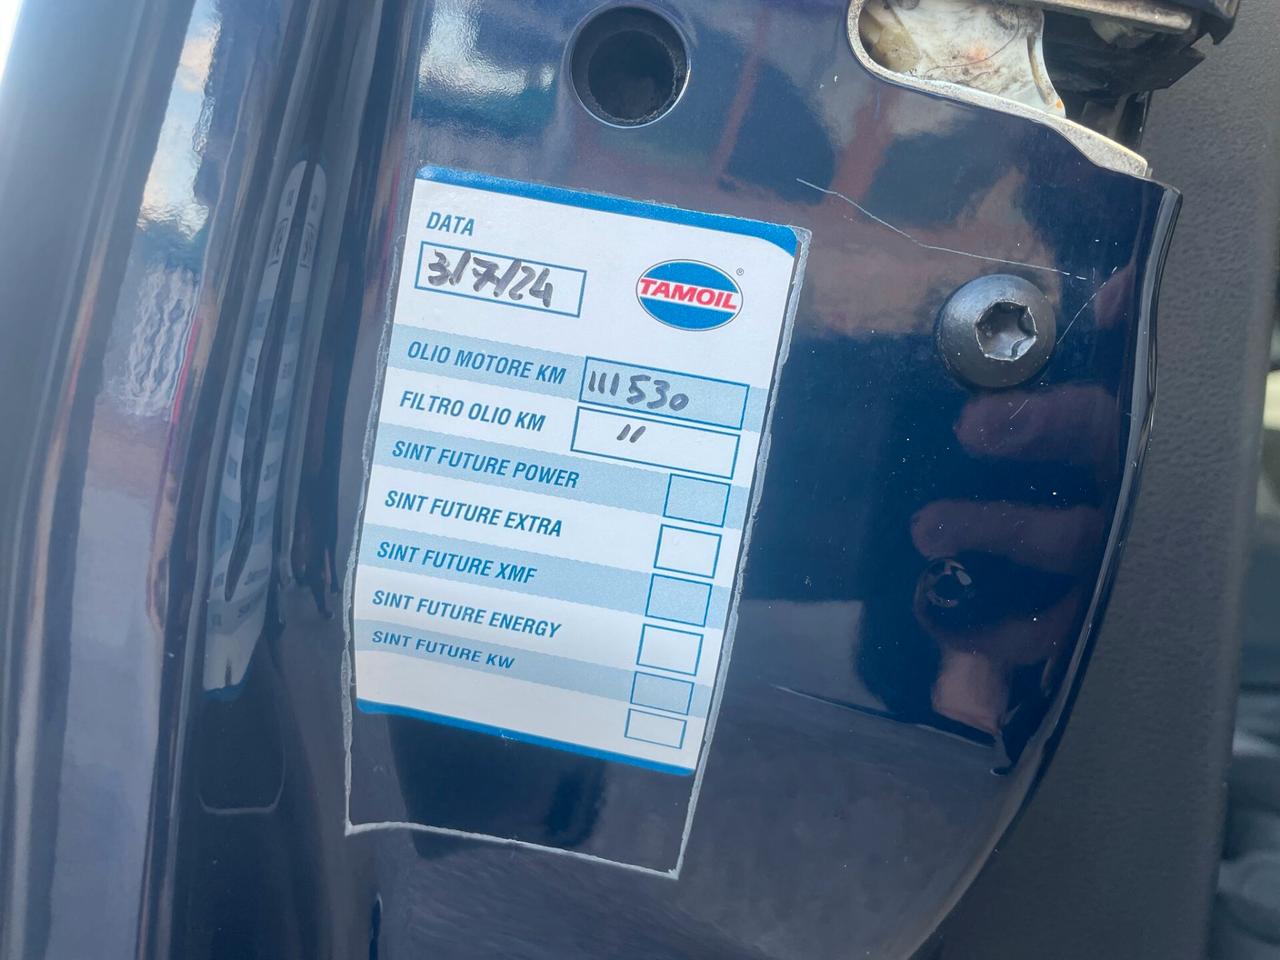 DATA
3/7/24
TAMOIL®
OLIO MOTORE KM 111530
FILTRO OLIO KM "
SINT FUTURE POWER
SINT FUTURE EXTRA
SINT FUTURE XMF
SINT FUTURE ENERGY
SINT FUTURE KW